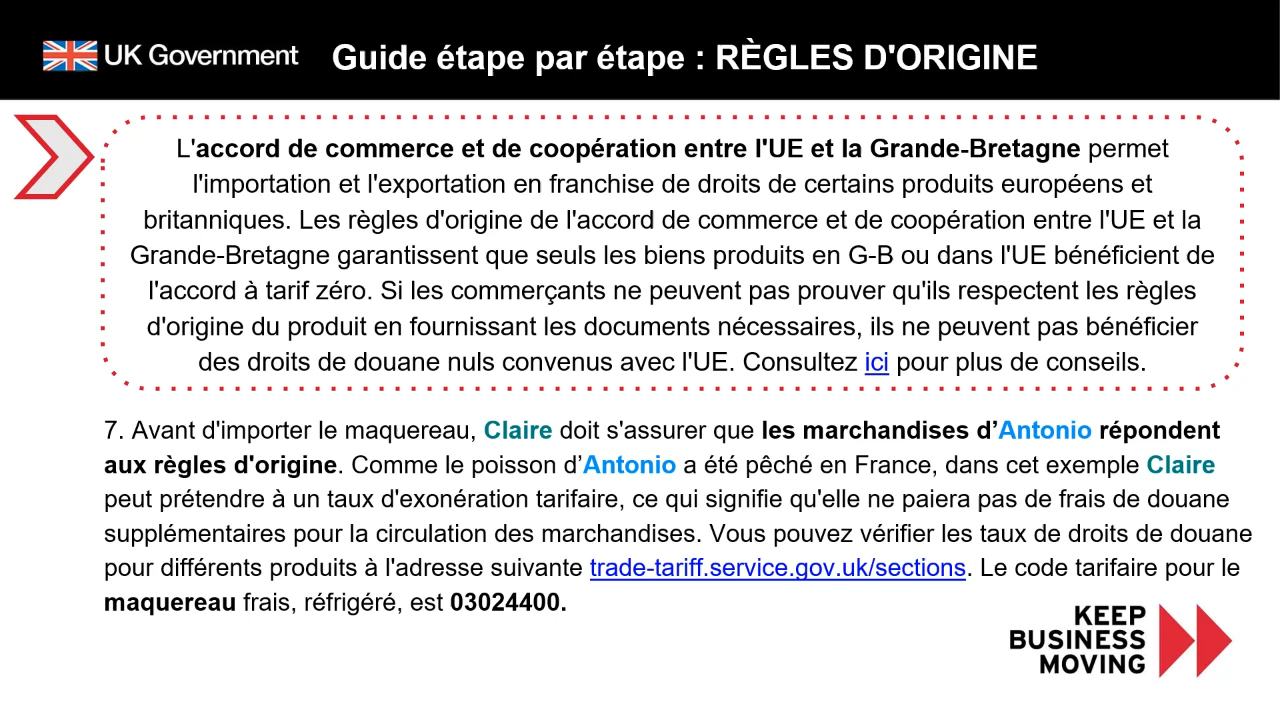 UK Government
Guide étape par étape : RÈGLES D'ORIGINE
L'accord de commerce et de coopération entre l'UE et la Grande-Bretagne permet
l'importation et l'exportation en franchise de droits de certains produits européens et
britanniques. Les règles d'origine de l'accord de commerce et de coopération entre l'UE et la
Grande-Bretagne garantissent que seuls les biens produits en G-B ou dans l'UE bénéficient de
l'accord à tarif zéro. Si les commerçants ne peuvent pas prouver qu'ils respectent les règles
d'origine du produit en fournissant les documents nécessaires, ils ne peuvent pas bénéficier
des droits de douane nuls convenus avec l'UE. Consultez ici pour plus de conseils.
7. Avant d'importer le maquereau, Claire doit s'assurer que les marchandises d’Antonio répondent
aux règles d'origine. Comme le poisson d’Antonio a été pêché en France, dans cet exemple Claire
peut prétendre à un taux d'exonération tarifaire, ce qui signifie qu'elle ne paiera pas de frais de douane
supplémentaires pour la circulation des marchandises. Vous pouvez vérifier les taux de droits de douane
pour différents produits à l'adresse suivante trade-tariff.service.gov.uk/sections. Le code tarifaire pour le
maquereau frais, réfrigéré, est 03024400.
KEEP
BUSINESS
MOVING